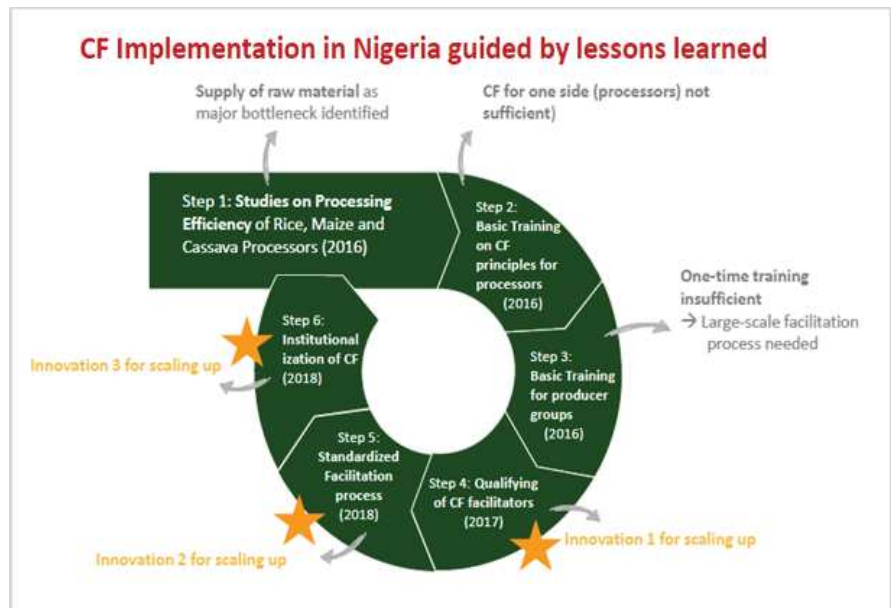 CF Implementation in Nigeria guided by lessons learned
Supply of raw material as
major bottleneck identified
CF for one side (processors) not
sufficient)
Step 1: Studies on Processing
Efficiency of Rice, Maize and
Cassava Processors (2016)
Step 2:
Basic Training
on CF
principles for
processors
(2016)
One-time training
insufficient
→ Large-scale facilitation
process needed
Step 3:
Basic Training
for producer
groups
(2016)
Step 4: Qualifying
of CF facilitators
(2017)
Innovation 1 for scaling up
Step 5:
Standardized
Facilitation
process
(2018)
Innovation 2 for scaling up
Step 6:
Institutional
ization of CF
(2018)
Innovation 3 for scaling up